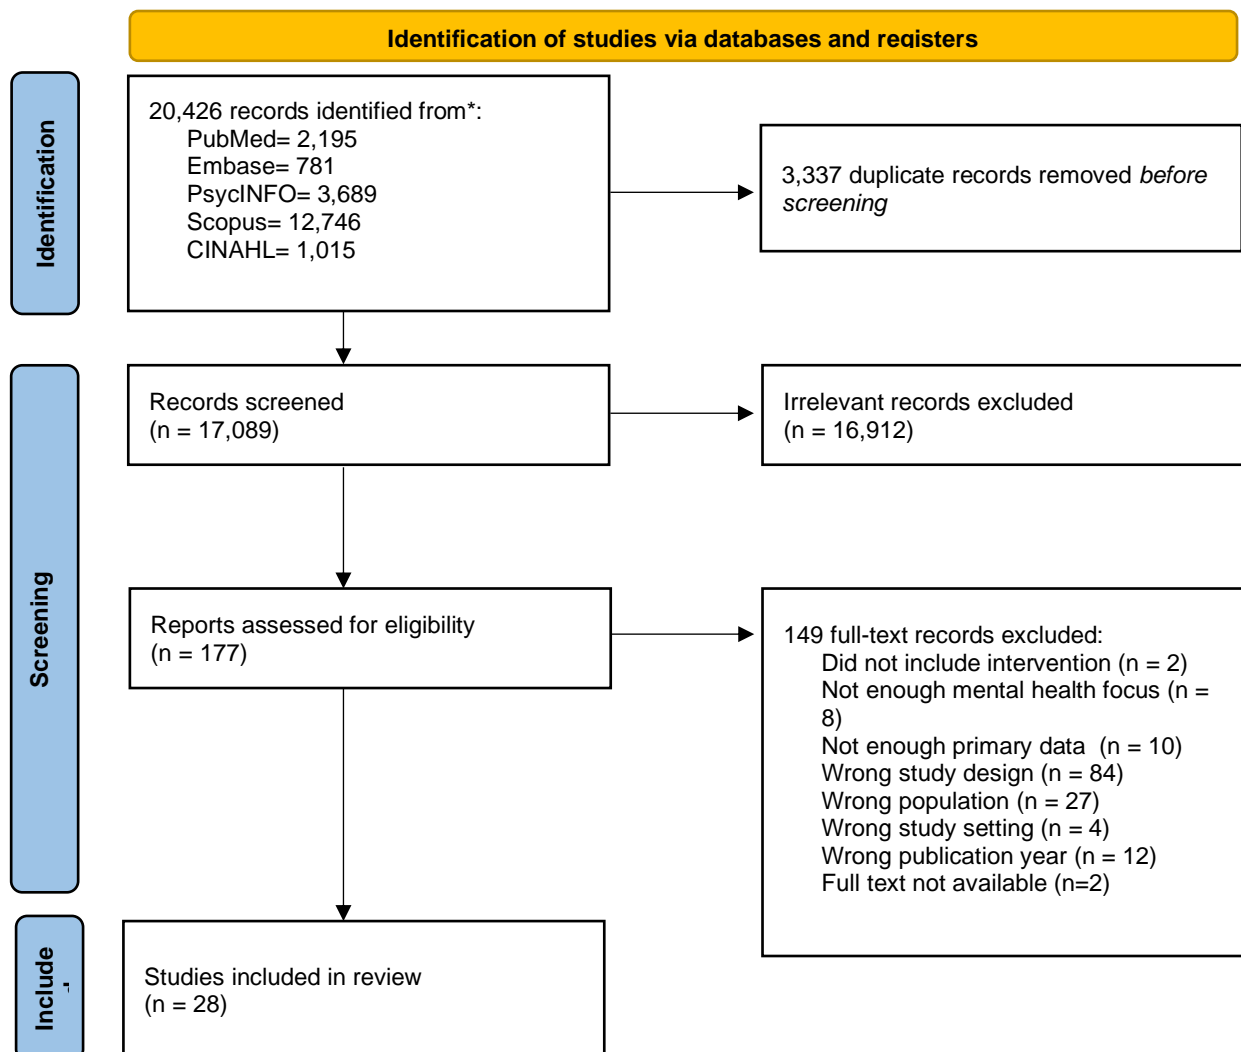 Identification of studies via databases and registers
Identification
20,426 records identified from*:
PubMed= 2,195
Embase= 781
PsycINFO= 3,689
Scopus= 12,746
CINAHL= 1,015
3,337 duplicate records removed before
screening
Screening
Records screened
(n = 17,089)
Irrelevant records excluded
(n = 16,912)
Reports assessed for eligibility
(n = 177)
149 full-text records excluded:
Did not include intervention (n = 2)
Not enough mental health focus (n =
8)
Not enough primary data  (n = 10)
Wrong study design (n = 84)
Wrong population (n = 27)
Wrong study setting (n = 4)
Wrong publication year (n = 12)
Full text not available (n=2)
Include
Studies included in review
(n = 28)